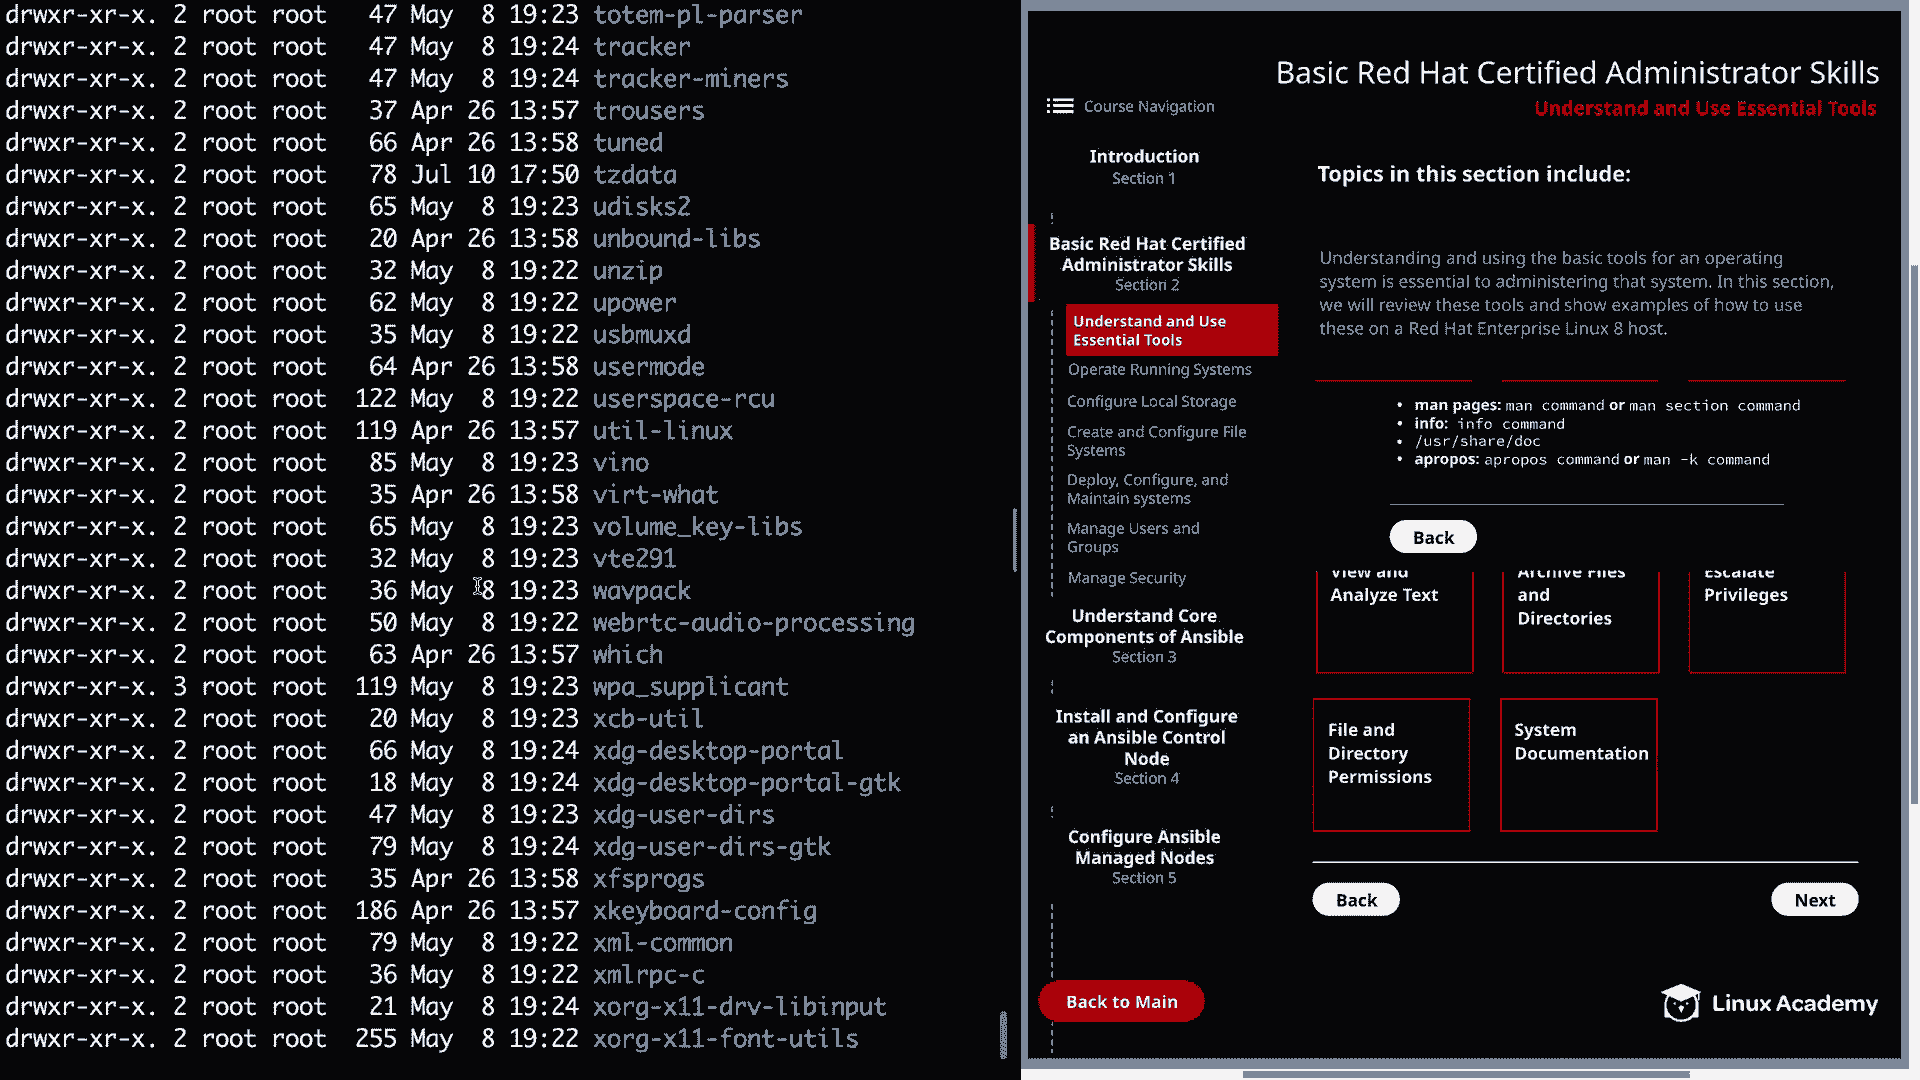 drwxr-xr-x. 2 root root 47 May 8 19:23 totem-pl-parser
drwxr-xr-x. 2 root root 47 May 8 19:24 tracker
drwxr-xr-x. 2 root root 47 May 8 19:24 tracker-miners
drwxr-xr-x. 2 root root 37 Apr 26 13:57 trousers
drwxr-xr-x. 2 root root 66 Apr 26 13:58 tuned
drwxr-xr-x. 2 root root 78 Jul 10 17:50 tzdata
drwxr-xr-x. 2 root root 65 May 8 19:23 udisks2
drwxr-xr-x. 2 root root 20 Apr 26 13:58 unbound-libs
drwxr-xr-x. 2 root root 32 May 8 19:22 unzip
drwxr-xr-x. 2 root root 62 May 8 19:22 upower
drwxr-xr-x. 2 root root 35 May 8 19:22 usbmuxd
drwxr-xr-x. 2 root root 64 Apr 26 13:58 usermode
drwxr-xr-x. 2 root root 122 May 8 19:22 userspace-rcu
drwxr-xr-x. 2 root root 119 Apr 26 13:57 util-linux
drwxr-xr-x. 2 root root 85 May 8 19:23 vino
drwxr-xr-x. 2 root root 35 Apr 26 13:58 virt-what
drwxr-xr-x. 2 root root 65 May 8 19:23 volume_key-libs
drwxr-xr-x. 2 root root 32 May 8 19:23 vte291
drwxr-xr-x. 2 root root 36 May 8 19:23 wavpack
drwxr-xr-x. 2 root root 50 May 8 19:22 webrtc-audio-processing
drwxr-xr-x. 2 root root 63 Apr 26 13:57 which
drwxr-xr-x. 3 root root 119 May 8 19:23 wpa_supplicant
drwxr-xr-x. 2 root root 20 May 8 19:23 xcb-util
drwxr-xr-x. 2 root root 66 May 8 19:24 xdg-desktop-portal
drwxr-xr-x. 2 root root 18 May 8 19:24 xdg-desktop-portal-gtk
drwxr-xr-x. 2 root root 47 May 8 19:23 xdg-user-dirs
drwxr-xr-x. 2 root root 79 May 8 19:24 xdg-user-dirs-gtk
drwxr-xr-x. 2 root root 35 Apr 26 13:58 xfsprogs
drwxr-xr-x. 2 root root 186 Apr 26 13:57 xkeyboard-config
drwxr-xr-x. 2 root root 79 May 8 19:22 xml-common
drwxr-xr-x. 2 root root 36 May 8 19:22 xmlrpc-c
drwxr-xr-x. 2 root root 21 May 8 19:24 xorg-x11-drv-libinput
drwxr-xr-x. 2 root root 255 May 8 19:22 xorg-x11-font-utils
Basic Red Hat Certified Administrator Skills
Understand and Use Essential Tools
Course Navigation
Introduction
Section 1
Basic Red Hat Certified
Administrator Skills
Section 2
Understand and Use
Essential Tools
Operate Running Systems
Configure Local Storage
Create and Configure File
Systems
Deploy, Configure, and
Maintain systems
Manage Users and
Groups
Manage Security
Understand Core
Components of Ansible
Section 3
Install and Configure
an Ansible Control
Node
Section 4
Configure Ansible
Managed Nodes
Section 5
Back to Main
Topics in this section include:
Understanding and using the basic tools for an operating
system is essential to administering that system. In this section,
we will review these tools and show examples of how to use
these on a Red Hat Enterprise Linux 8 host.
• man pages: man command or man section command
• info: info command
• /usr/share/doc
• apropos: apropos command or man -k command
Back
View and
Analyze Text
Archive Files
and
Directories
Escalate
Privileges
File and
Directory
Permissions
System
Documentation
Back
Next
Linux Academy